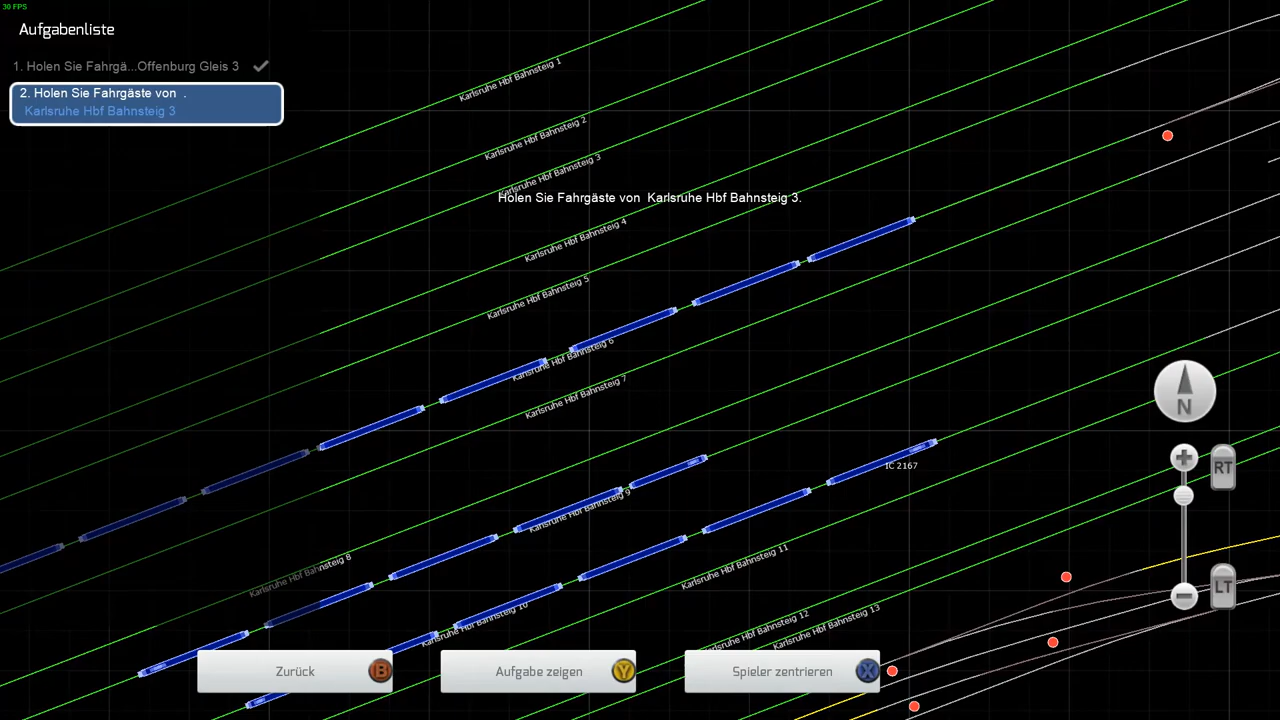 30 FPS
Aufgabenliste
1. Holen Sie Fahrgä...Offenburg Gleis 3
2. Holen Sie Fahrgäste von .
Karlsruhe Hbf Bahnsteig 3
Karlsruhe Hbf Bahnsteig 1
Karlsruhe Hbf Bahnsteig 2
Karlsruhe Hbf Bahnsteig 3
Holen Sie Fahrgäste von Karlsruhe Hbf Bahnsteig 3.
Karlsruhe Hbf Bahnsteig 4
Karlsruhe Hbf Bahnsteig 5
Karlsruhe Hbf Bahnsteig 6
Karlsruhe Hbf Bahnsteig 7
N
IC 2167
RT
Karlsruhe Hbf Bahnsteig 9
Karlsruhe Hbf Bahnsteig 8
Karlsruhe Hbf Bahnsteig 11
LT
Karlsruhe Hbf Bahnsteig 10
Karlsruhe Hbf Bahnsteig 12
Karlsruhe Hbf Bahnsteig 13
Zurück B
Aufgabe zeigen Y
Spieler zentrieren X